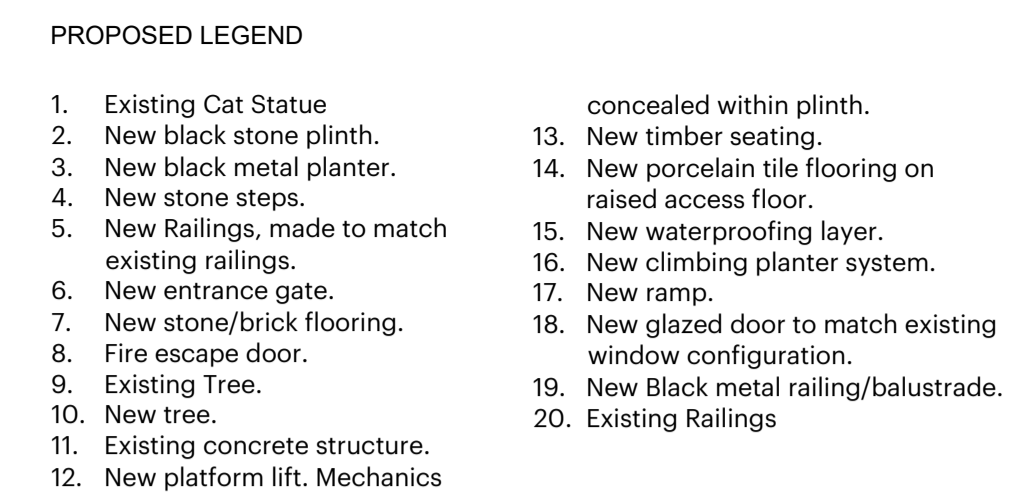 PROPOSED LEGEND
1. Existing Cat Statue
2. New black stone plinth.
3. New black metal planter.
4. New stone steps.
5. New Railings, made to match
existing railings.
6. New entrance gate.
7. New stone/brick flooring.
8. Fire escape door.
9. Existing Tree.
10. New tree.
11. Existing concrete structure.
12. New platform lift. Mechanics
concealed within plinth.
13. New timber seating.
14. New porcelain tile flooring on
raised access floor.
15. New waterproofing layer.
16. New climbing planter system.
17. New ramp.
18. New glazed door to match existing
window configuration.
19. New Black metal railing/balustrade.
20. Existing Railings